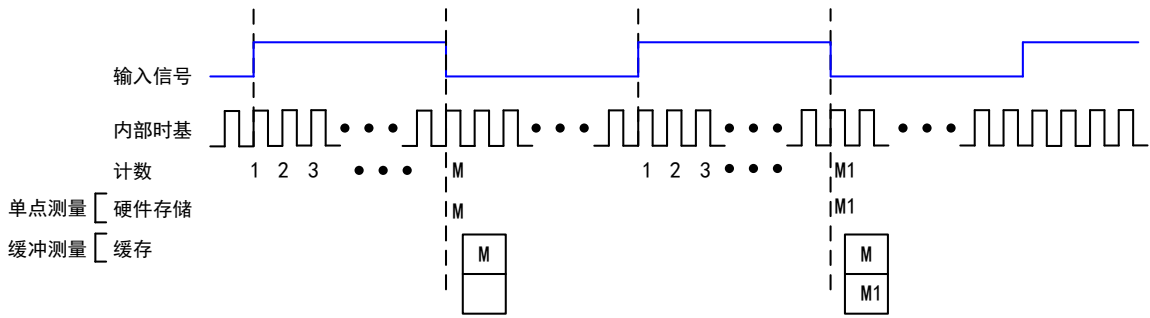 输入信号
内部时基
计数 1 2 3 M 1 2 3 M1
单点测量 硬件存储 M M1
缓冲测量 缓存 M M
M1